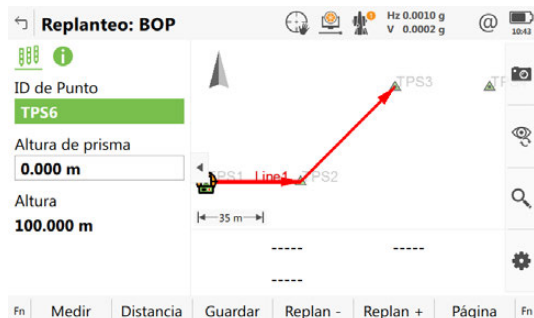 Replanteo: BOP
Hz 0.0010 g
V 0.0002 g
@
10:43
ID de Punto
TPS6
Altura de prisma
0.000 m
Altura
100.000 m
TPS3
TPS1 Line1 TPS2
35 m
-----
-----
-----
Fn Medir Distancia Guardar Replan - Replan + Página Fn